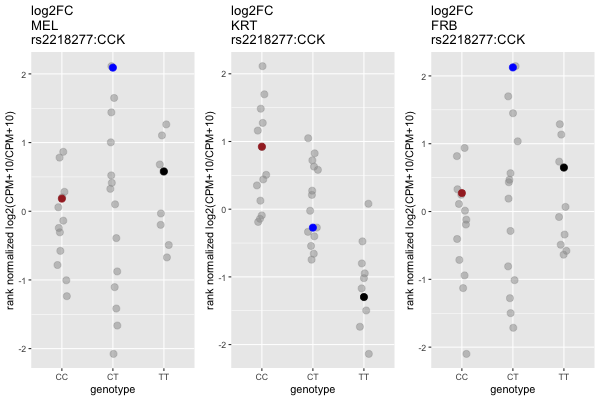 log2FC
MEL
rs2218277:CCK
rank normalized log2(CPM+10/CPM+10)
2
1
0
-1
-2
CC
CT
TT
genotype
log2FC
KRT
rs2218277:CCK
rank normalized log2(CPM+10/CPM+10)
2
1
0
-1
-2
CC
CT
TT
genotype
log2FC
FRB
rs2218277:CCK
rank normalized log2(CPM+10/CPM+10)
2
1
0
-1
-2
CC
CT
TT
genotype